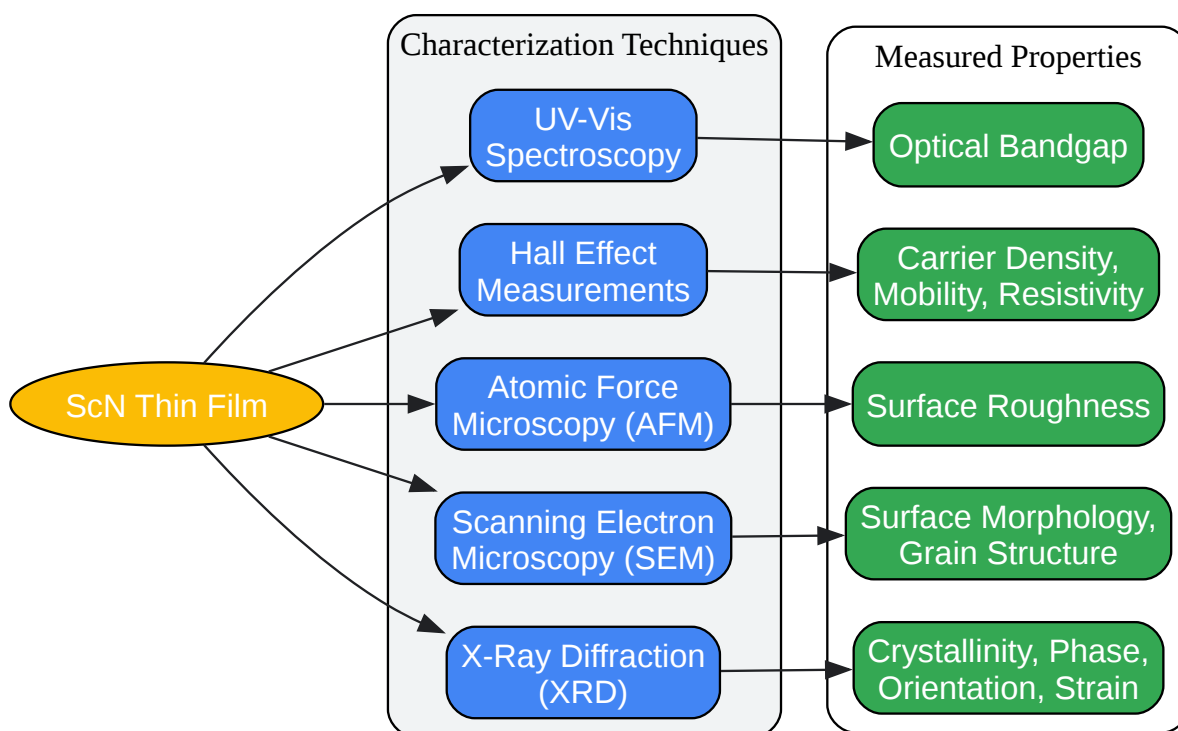 Characterization Techniques
Measured Properties
UV-Vis
Spectroscopy
Optical Bandgap
Hall Effect
Measurements
Carrier Density,
Mobility, Resistivity
ScN Thin Film
Atomic Force
Microscopy (AFM)
Surface Roughness
Scanning Electron
Microscopy (SEM)
Surface Morphology,
Grain Structure
X-Ray Diffraction
(XRD)
Crystallinity, Phase,
Orientation, Strain